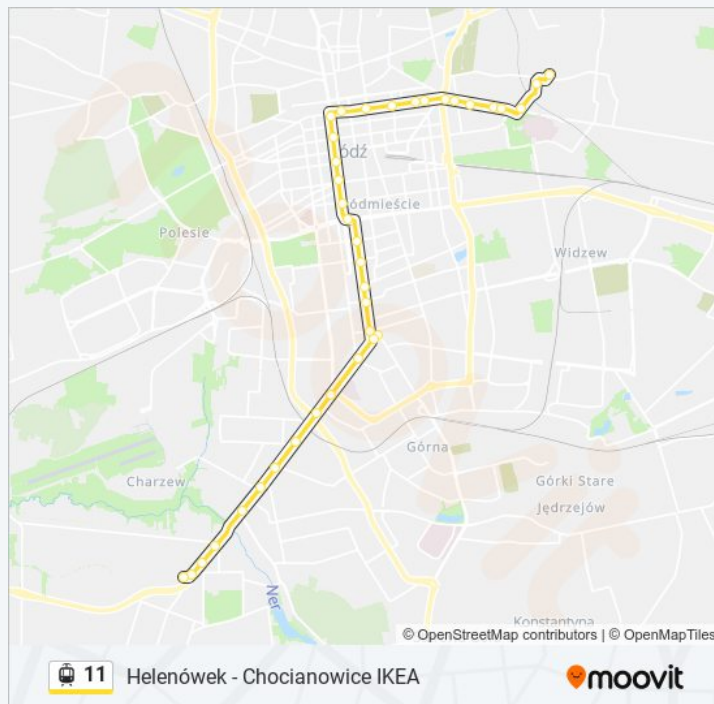 ódź
ódmieście
Polesie
Widzew
Górna
Charzew
Górki Stare
Jędrzejów
Ner
Konstantyna
© OpenStreetMap contributors | © OpenMapTiles
11 Helenówek - Chocianowice IKEA moovit